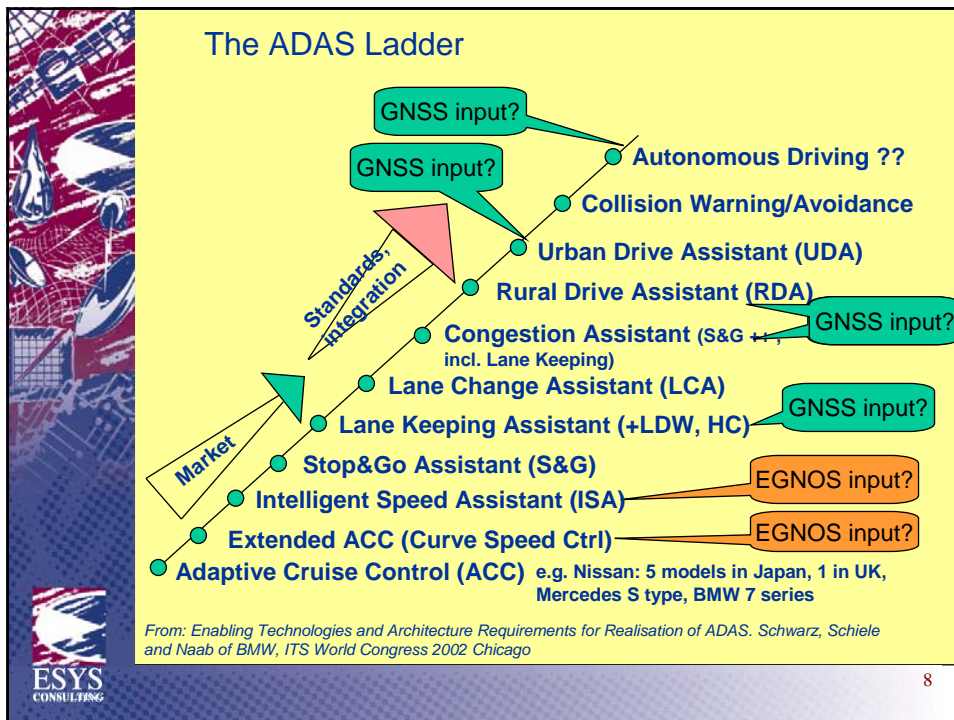 The ADAS Ladder
GNSS input?
Autonomous Driving ??
GNSS input?
Collision Warning/Avoidance
Urban Drive Assistant (UDA)
Standards,
integration
Rural Drive Assistant (RDA)
GNSS input?
Congestion Assistant (S&G ++,
incl. Lane Keeping)
Lane Change Assistant (LCA)
GNSS input?
Lane Keeping Assistant (+LDW, HC)
Market
Stop&Go Assistant (S&G)
EGNOS input?
Intelligent Speed Assistant (ISA)
EGNOS input?
Extended ACC (Curve Speed Ctrl)
Adaptive Cruise Control (ACC)
e.g. Nissan: 5 models in Japan, 1 in UK,
Mercedes S type, BMW 7 series
From: Enabling Technologies and Architecture Requirements for Realisation of ADAS. Schwarz, Schiele
and Naab of BMW, ITS World Congress 2002 Chicago
ESYS
CONSULTING
8